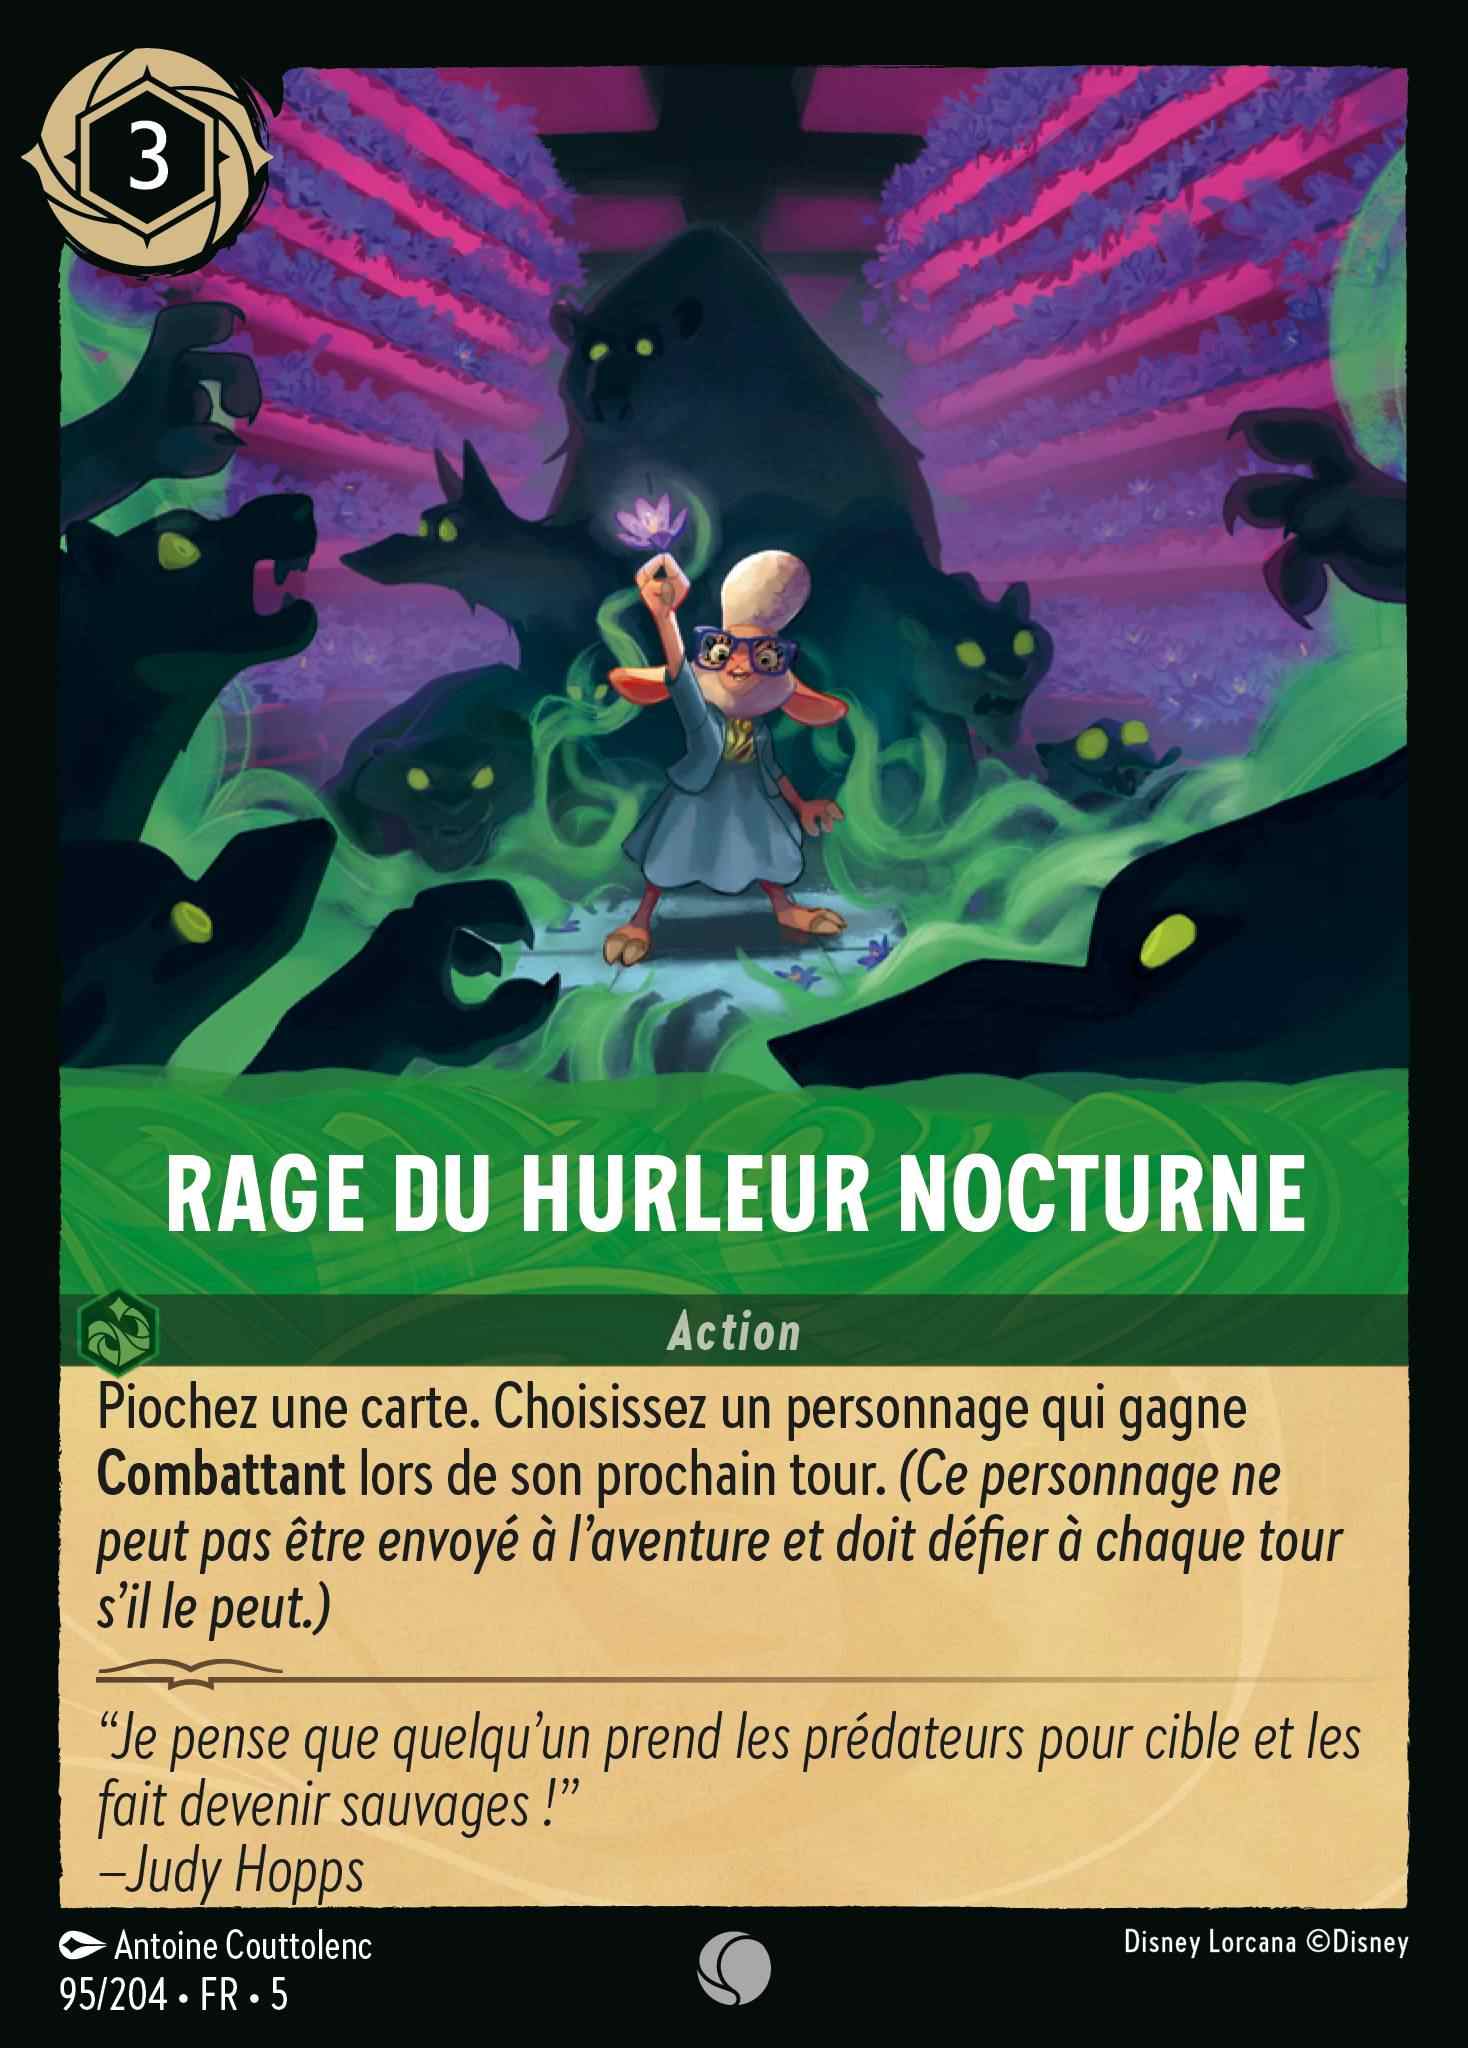 3
RAGE DU HURLEUR NOCTURNE
Action
Piochez une carte. Choisissez un personnage qui gagne
Combattant lors de son prochain tour. (Ce personnage ne
peut pas être envoyé à l’aventure et doit défier à chaque tour
s’il le peut.)
“Je pense que quelqu’un prend les prédateurs pour cible et les
fait devenir sauvages !”
–Judy Hopps
Antoine Couttolenc
Disney Lorcana ©Disney
95/204 • FR • 5